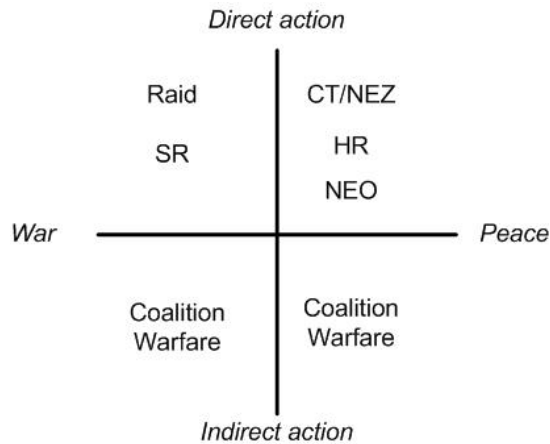 Direct action
Raid
CT/NEZ
SR
HR
NEO
War
Peace
Coalition
Warfare
Coalition
Warfare
Indirect action